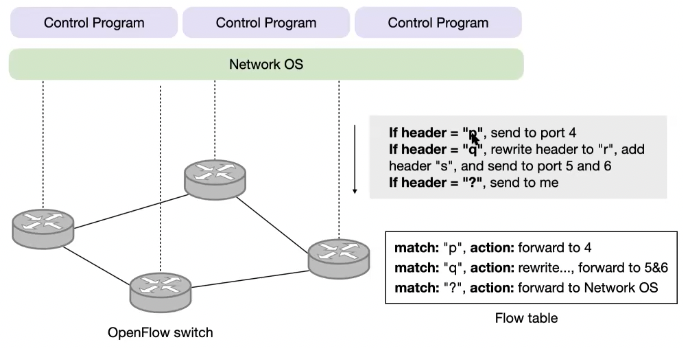 Control Program
Control Program
Control Program
Network OS
If header = "p", send to port 4
If header = "q", rewrite header to "r", add
header "s", and send to port 5 and 6
If header = "?", send to me
match: "p", action: forward to 4
match: "q", action: rewrite..., forward to 5&6
match: "?", action: forward to Network OS
Flow table
OpenFlow switch